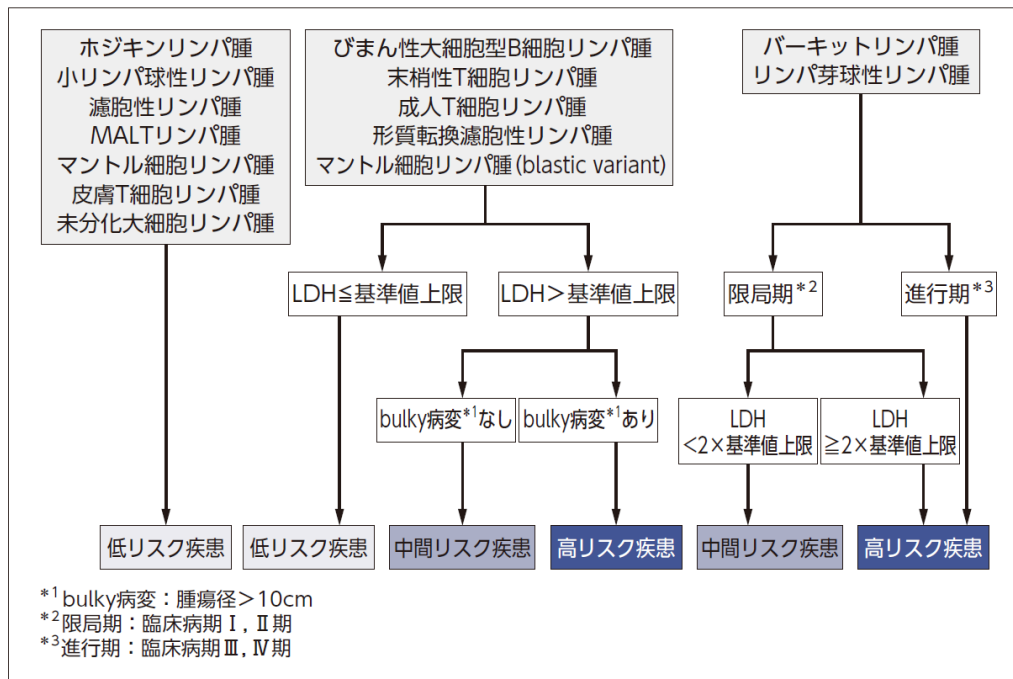 ホジキンリンパ腫
小リンパ球性リンパ腫
濾胞性リンパ腫
MALTリンパ腫
マントル細胞リンパ腫
皮膚T細胞リンパ腫
未分化大細胞リンパ腫
びまん性大細胞型B細胞リンパ腫
末梢性T細胞リンパ腫
成人T細胞リンパ腫
形質転換濾胞性リンパ腫
マントル細胞リンパ腫(blastic variant)
バーキットリンパ腫
リンパ芽球性リンパ腫
LDH≦基準値上限
LDH＞基準値上限
限局期*2
進行期*3
bulky病変*1なし
bulky病変*1あり
LDH
＜2×基準値上限
LDH
≧2×基準値上限
低リスク疾患
低リスク疾患
中間リスク疾患
高リスク疾患
中間リスク疾患
高リスク疾患
*1 bulky病変：腫瘍径＞10cm
*2限局期：臨床病期Ⅰ,Ⅱ期
*3進行期：臨床病期Ⅲ,Ⅳ期